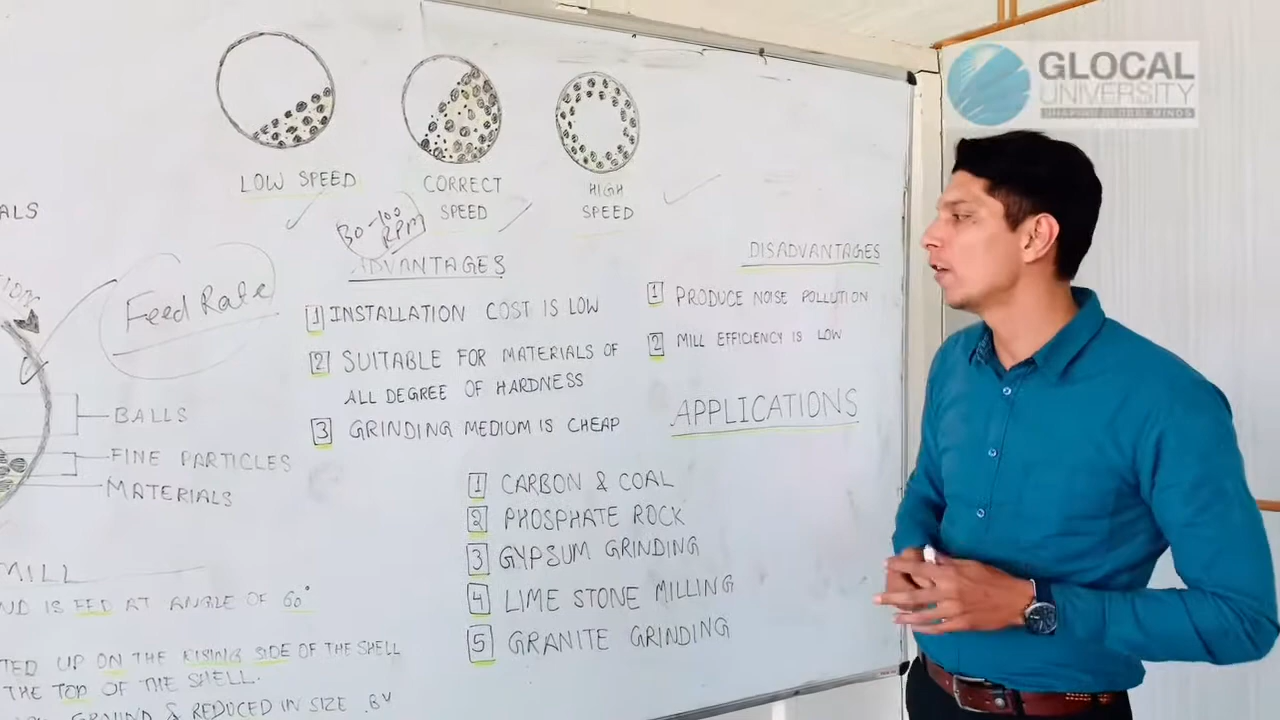 GLOCAL
UNIVERSITY
SHAPING GLOBAL MINDS
LOW SPEED
CORRECT
SPEED
HIGH
SPEED
ALS
RPM
ADVANTAGES
1 INSTALLATION COST IS LOW
2 SUITABLE FOR MATERIALS OF
ALL DEGREE OF HARDNESS
3 GRINDING MEDIUM IS CHEAP
DISADVANTAGES
1 PRODUCE NOISE POLLUTION
2 MILL EFFICIENCY IS LOW
APPLICATIONS
1 CARBON & COAL
2 PHOSPHATE ROCK
3 GYPSUM GRINDING
4 LIME STONE MILLING
5 GRANITE GRINDING
Feed Rate
BALLS
FINE PARTICLES
MATERIALS
MILL
ND IS FED AT ANGLE OF 60°
TED UP ON THE RISING SIDE OF THE SHELL
THE TOP OF THE SHELL.
& REDUCED IN SIZE BY